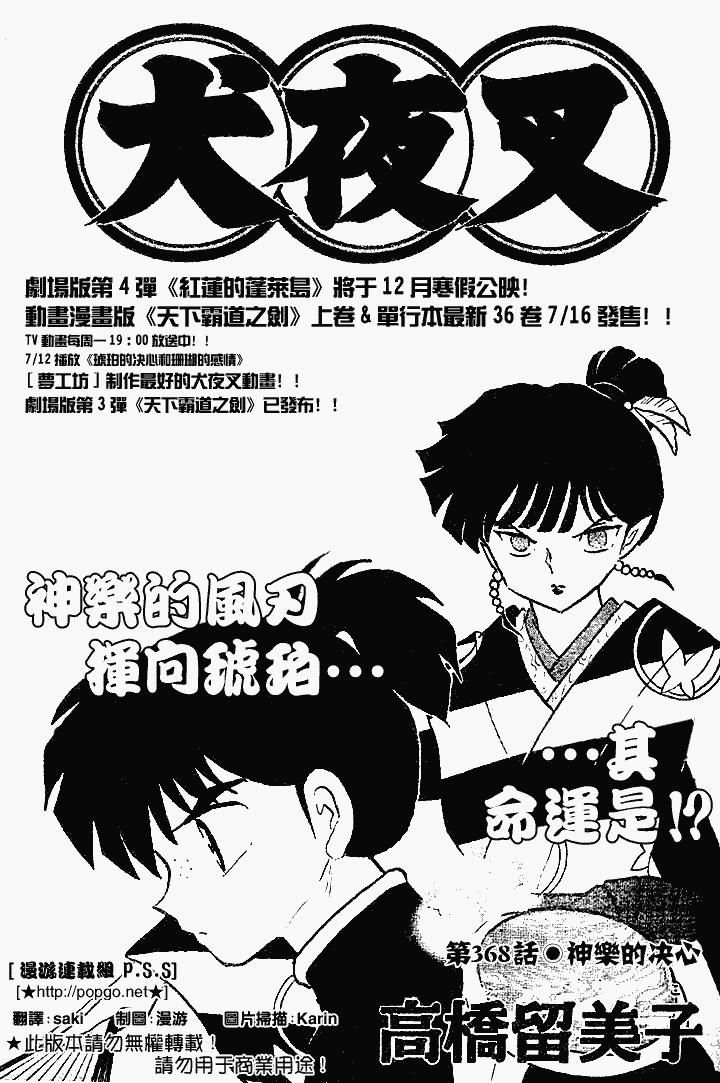 犬夜叉
劇場版第4彈《紅蓮的蓬萊島》將于12月寒假公映!
動畫漫畫版《天下霸道之劍》上卷&單行本最新36卷7/16發售!!
TV動畫每周一19:00放送中!!
7/12播放《琥珀的決心和珊瑚的感情》
[夢工坊]制作最好的犬夜叉動畫!!
劇場版第3彈《天下霸道之劍》已發布!!
神樂的風刃
揮向琥珀···
···其
命運是!?
第368話●神樂的决心
高橋留美子
[漫游連載組 P.S.S]
[★http://popgo.net★]
翻譯:saki 制圖:漫游 圖片掃描:Karin
★此版本請勿無權轉載!
請勿用于商業用途!